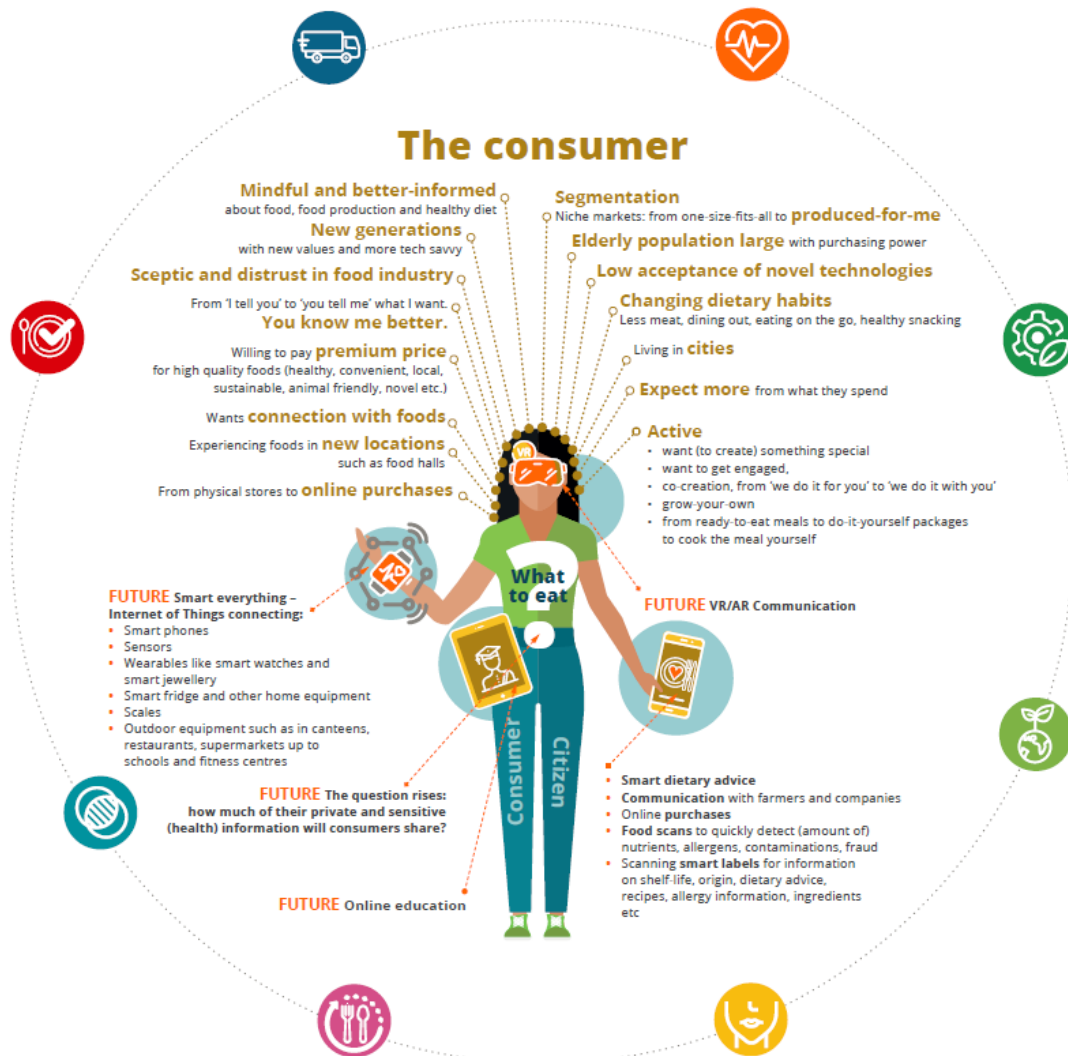 The consumer
Mindful and better-informed
about food, food production and healthy diet
New generations
with new values and more tech savvy
Sceptic and distrust in food industry
From 'I tell you' to 'you tell me' what I want.
You know me better.
Willing to pay premium price
for high quality foods (healthy, convenient, local,
sustainable, animal friendly, novel etc.)
Wants connection with foods
Experiencing foods in new locations
such as food halls
From physical stores to online purchases
Segmentation
Niche markets: from one-size-fits-all to produced-for-me
Elderly population large with purchasing power
Low acceptance of novel technologies
Changing dietary habits
Less meat, dining out, eating on the go, healthy snacking
Living in cities
Expect more from what they spend
Active
• want (to create) something special
• want to get engaged,
• co-creation, from 'we do it for you' to 'we do it with you'
• grow-your-own
• from ready-to-eat meals to do-it-yourself packages
to cook the meal yourself
VR
What
to eat
Consumer
Citizen
FUTURE Smart everything –
Internet of Things connecting:
▪ Smart phones
▪ Sensors
▪ Wearables like smart watches and
smart jewellery
▪ Smart fridge and other home equipment
▪ Scales
▪ Outdoor equipment such as in canteens,
restaurants, supermarkets up to
schools and fitness centres
FUTURE The question rises:
how much of their private and sensitive
(health) information will consumers share?
FUTURE Online education
FUTURE VR/AR Communication
▪ Smart dietary advice
▪ Communication with farmers and companies
▪ Online purchases
▪ Food scans to quickly detect (amount of)
nutrients, allergens, contaminations, fraud
▪ Scanning smart labels for information
on shelf-life, origin, dietary advice,
recipes, allergy information, ingredients
etc